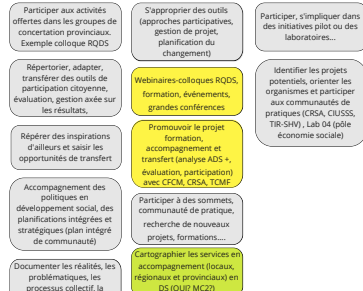 Participer aux activités
offertes dans les groupes de
concertation provinciaux.
Exemple colloque RQDS
Répertorier, adapter,
transférer des outils de
participation citoyenne,
évaluation, gestion axée sur
les résultats,
Répérer des inspirations
d'ailleurs et saisir les
opportunités de transfert
Accompagnement des
politiques en
développement social, des
planifications intégrées et
stratégiques (plan intégré
de communauté)
Documenter les réalités, les
problématiques, les
processus collectif, la
S'approprier des outils
(approches participatives,
gestion de projet,
planification du
changement)
Webinaires-colloques RQDS,
formation, événements,
grandes conférences
Promouvoir le projet
formation,
accompagnement et
transfert (analyse ADS +,
évaluation, participation)
avec CFCM, CRSA, TCMF
Participer à des sommets,
communauté de pratique,
recherche de nouveaux
projets, formations....
Cartographier les services en
accompagnement (locaux,
régionaux et provinciaux) en
DS (QUI? MC2?)
Participer, s'impliquer dans
des initiatives pilot ou des
laboratoires...
Identifier les projets
potentiels, orienter les
organismes et participer
aux communautés de
pratiques (CRSA, CIUSSS,
TIR-SHV) , Lab 04 (pôle
économie sociale)